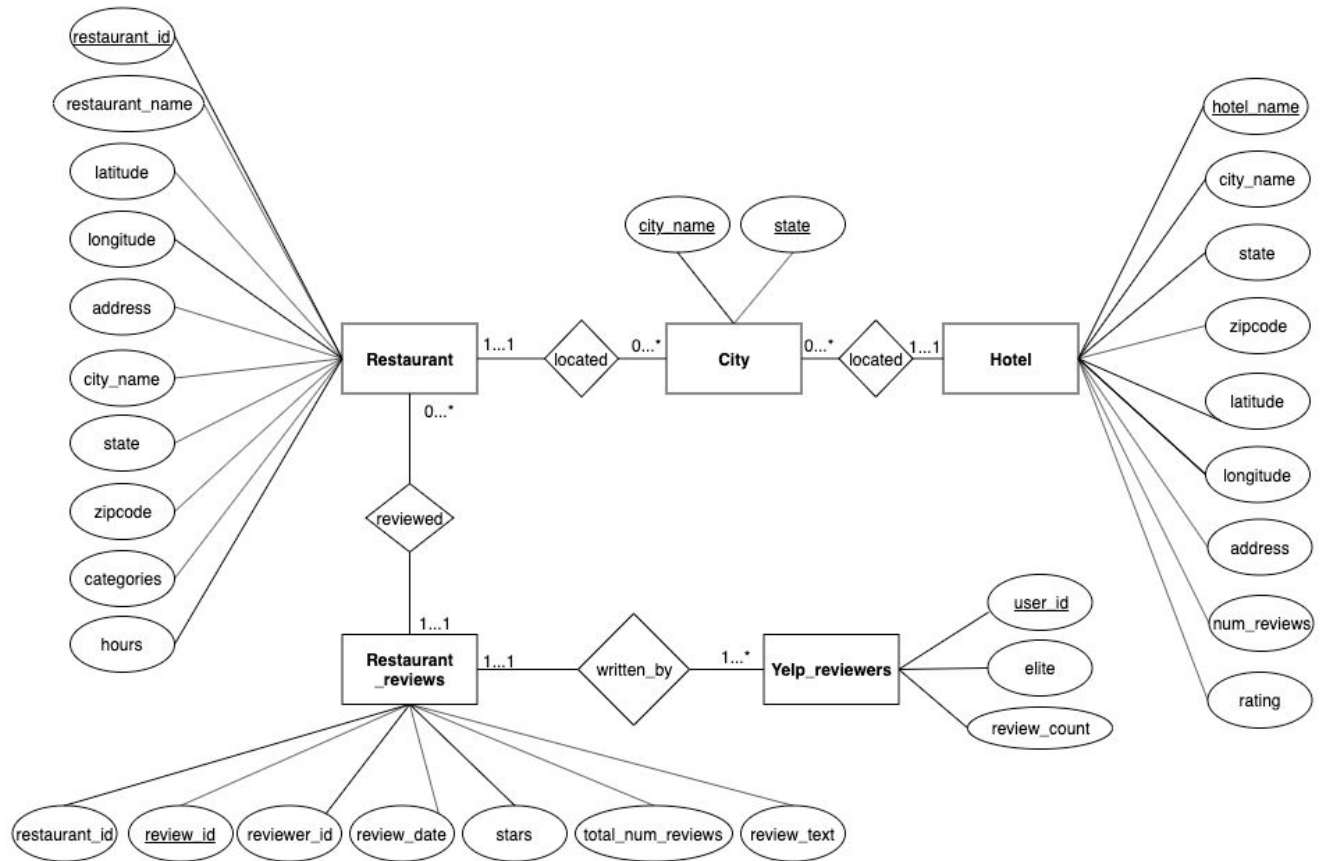 restaurant_id
restaurant_name
latitude
longitude
address
city_name
state
zipcode
categories
hours
Restaurant
1...1
located
0...*
city_name
state
City
0...*
located
1...1
Hotel
hotel_name
city_name
state
zipcode
latitude
longitude
address
num_reviews
rating
0...*
reviewed
1...1
Restaurant
_reviews
1...1
written_by
1...*
Yelp_reviewers
user_id
elite
review_count
restaurant_id
review_id
reviewer_id
review_date
stars
total_num_reviews
review_text